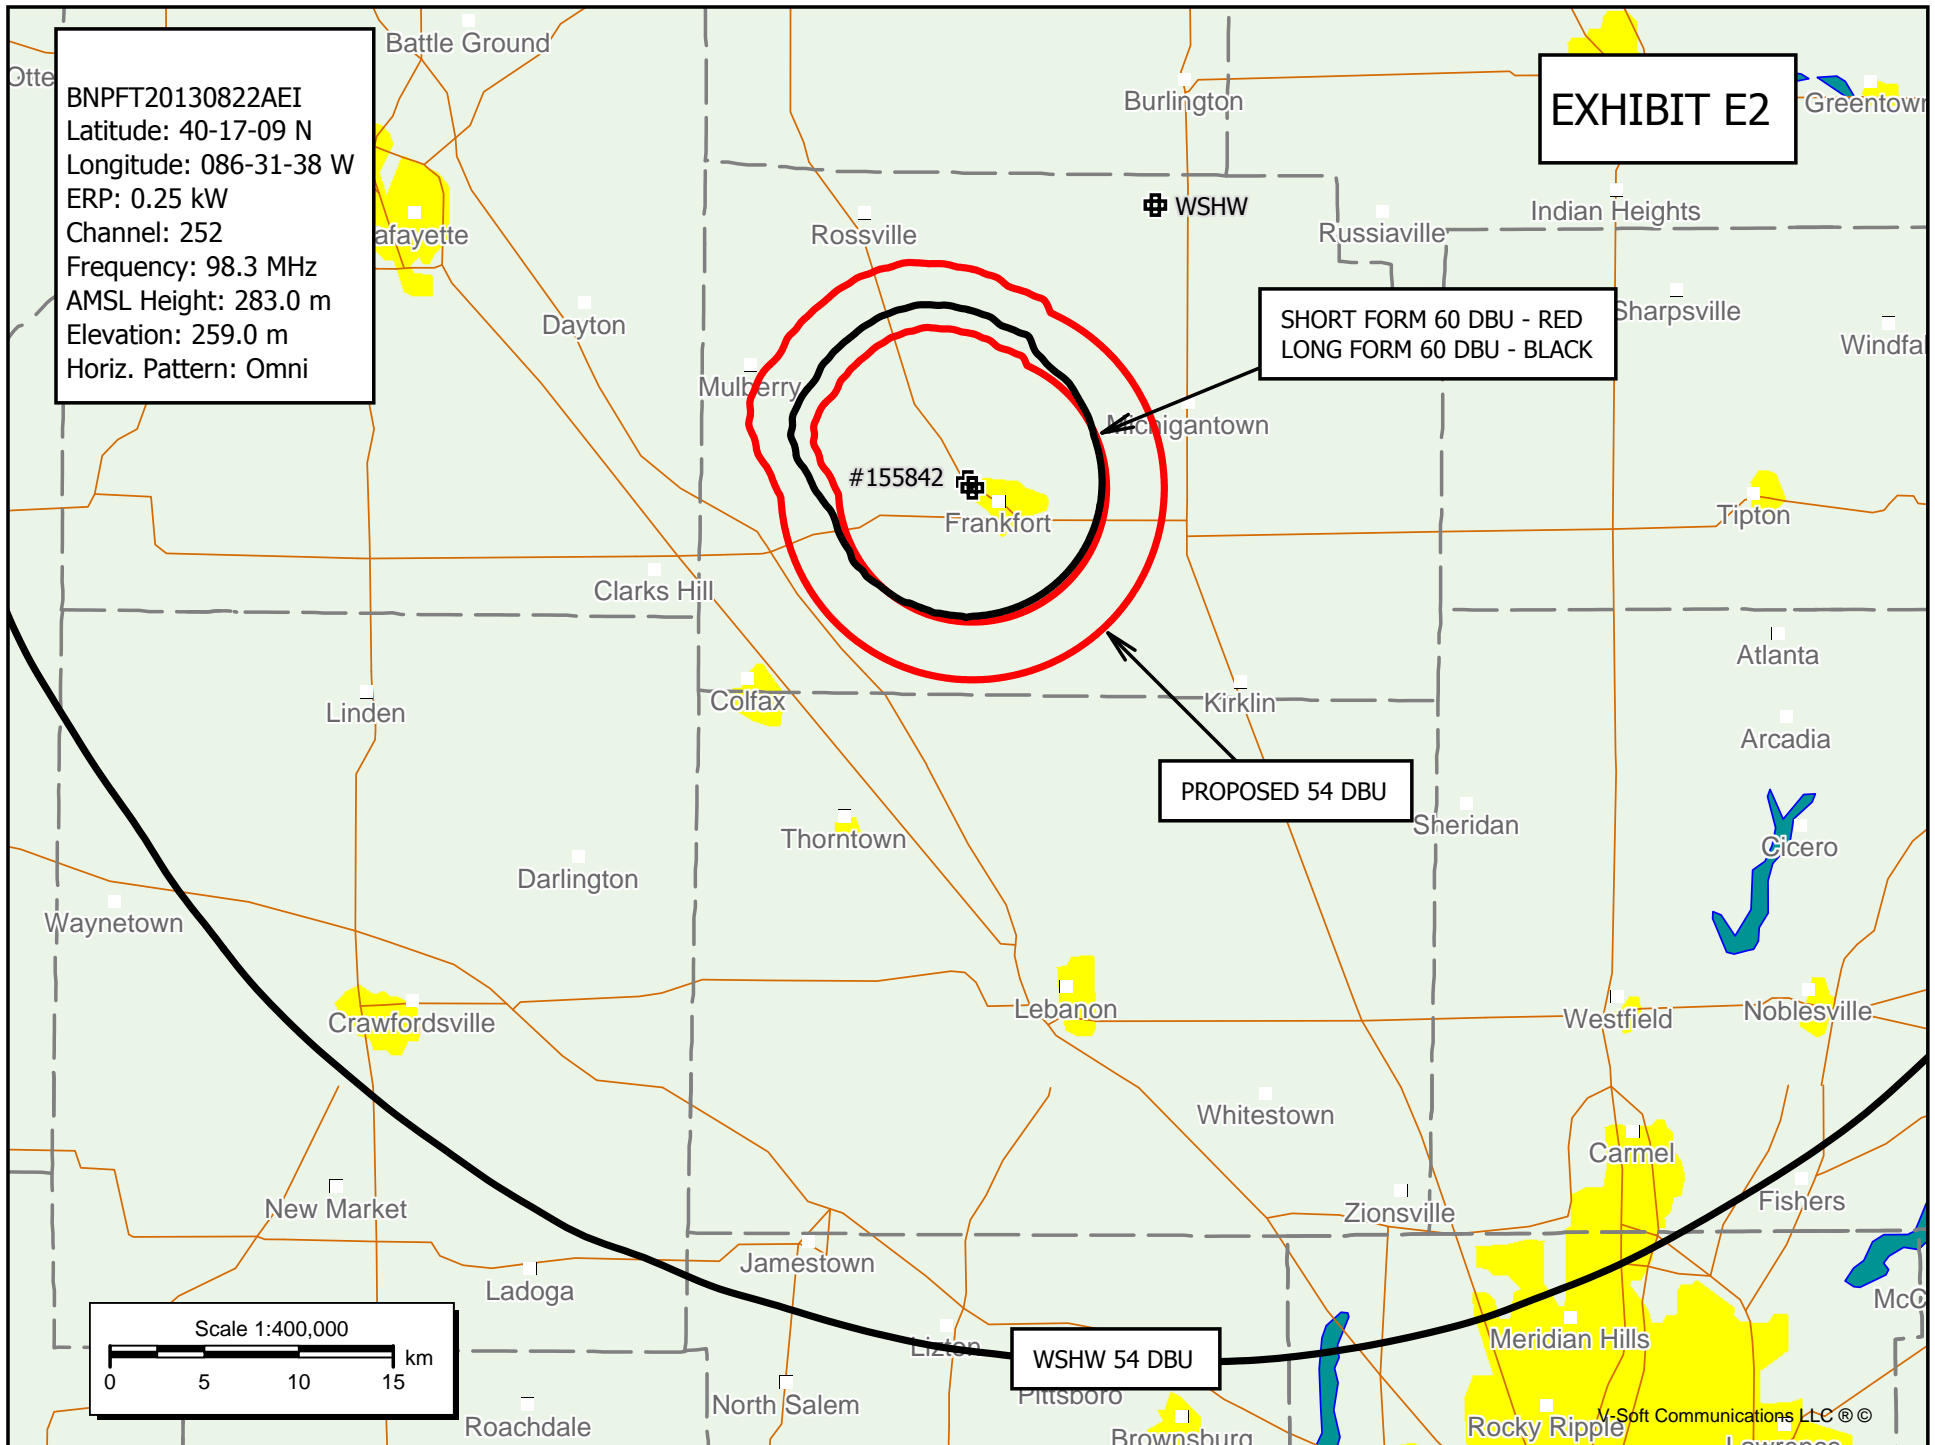 Battle Ground
Otte
BNPFT20130822AEI
Latitude: 40-17-09 N
Longitude: 086-31-38 W
ERP: 0.25 kW
Channel: 252
Frequency: 98.3 MHz
AMSL Height: 283.0 m
Elevation: 259.0 m
Horiz. Pattern: Omni
Burlington
EXHIBIT E2
Greentown
afayette
Rossville
WSHW
Russiaville
Indian Heights
Dayton
SHORT FORM 60 DBU - RED
LONG FORM 60 DBU - BLACK
Sharpsville
Windfa
Mulberry
Michigantown
#155842
Frankfort
Tipton
Clarks Hill
Atlanta
Linden
Colfax
Kirklin
Arcadia
PROPOSED 54 DBU
Thorntown
Sheridan
Cicero
Darlington
Waynetown
Crawfordsville
Lebanon
Westfield
Noblesville
Whitestown
Carmel
New Market
Zionsville
Fishers
Jamestown
Ladoga
McC
Scale 1:400,000
km
0 5 10 15
Lizton
WSHW 54 DBU
Meridian Hills
Pittsboro
North Salem
Roachdale
Brownsburg
Rocky Ripple
V-Soft Communications LLC ® ©
Lawrence